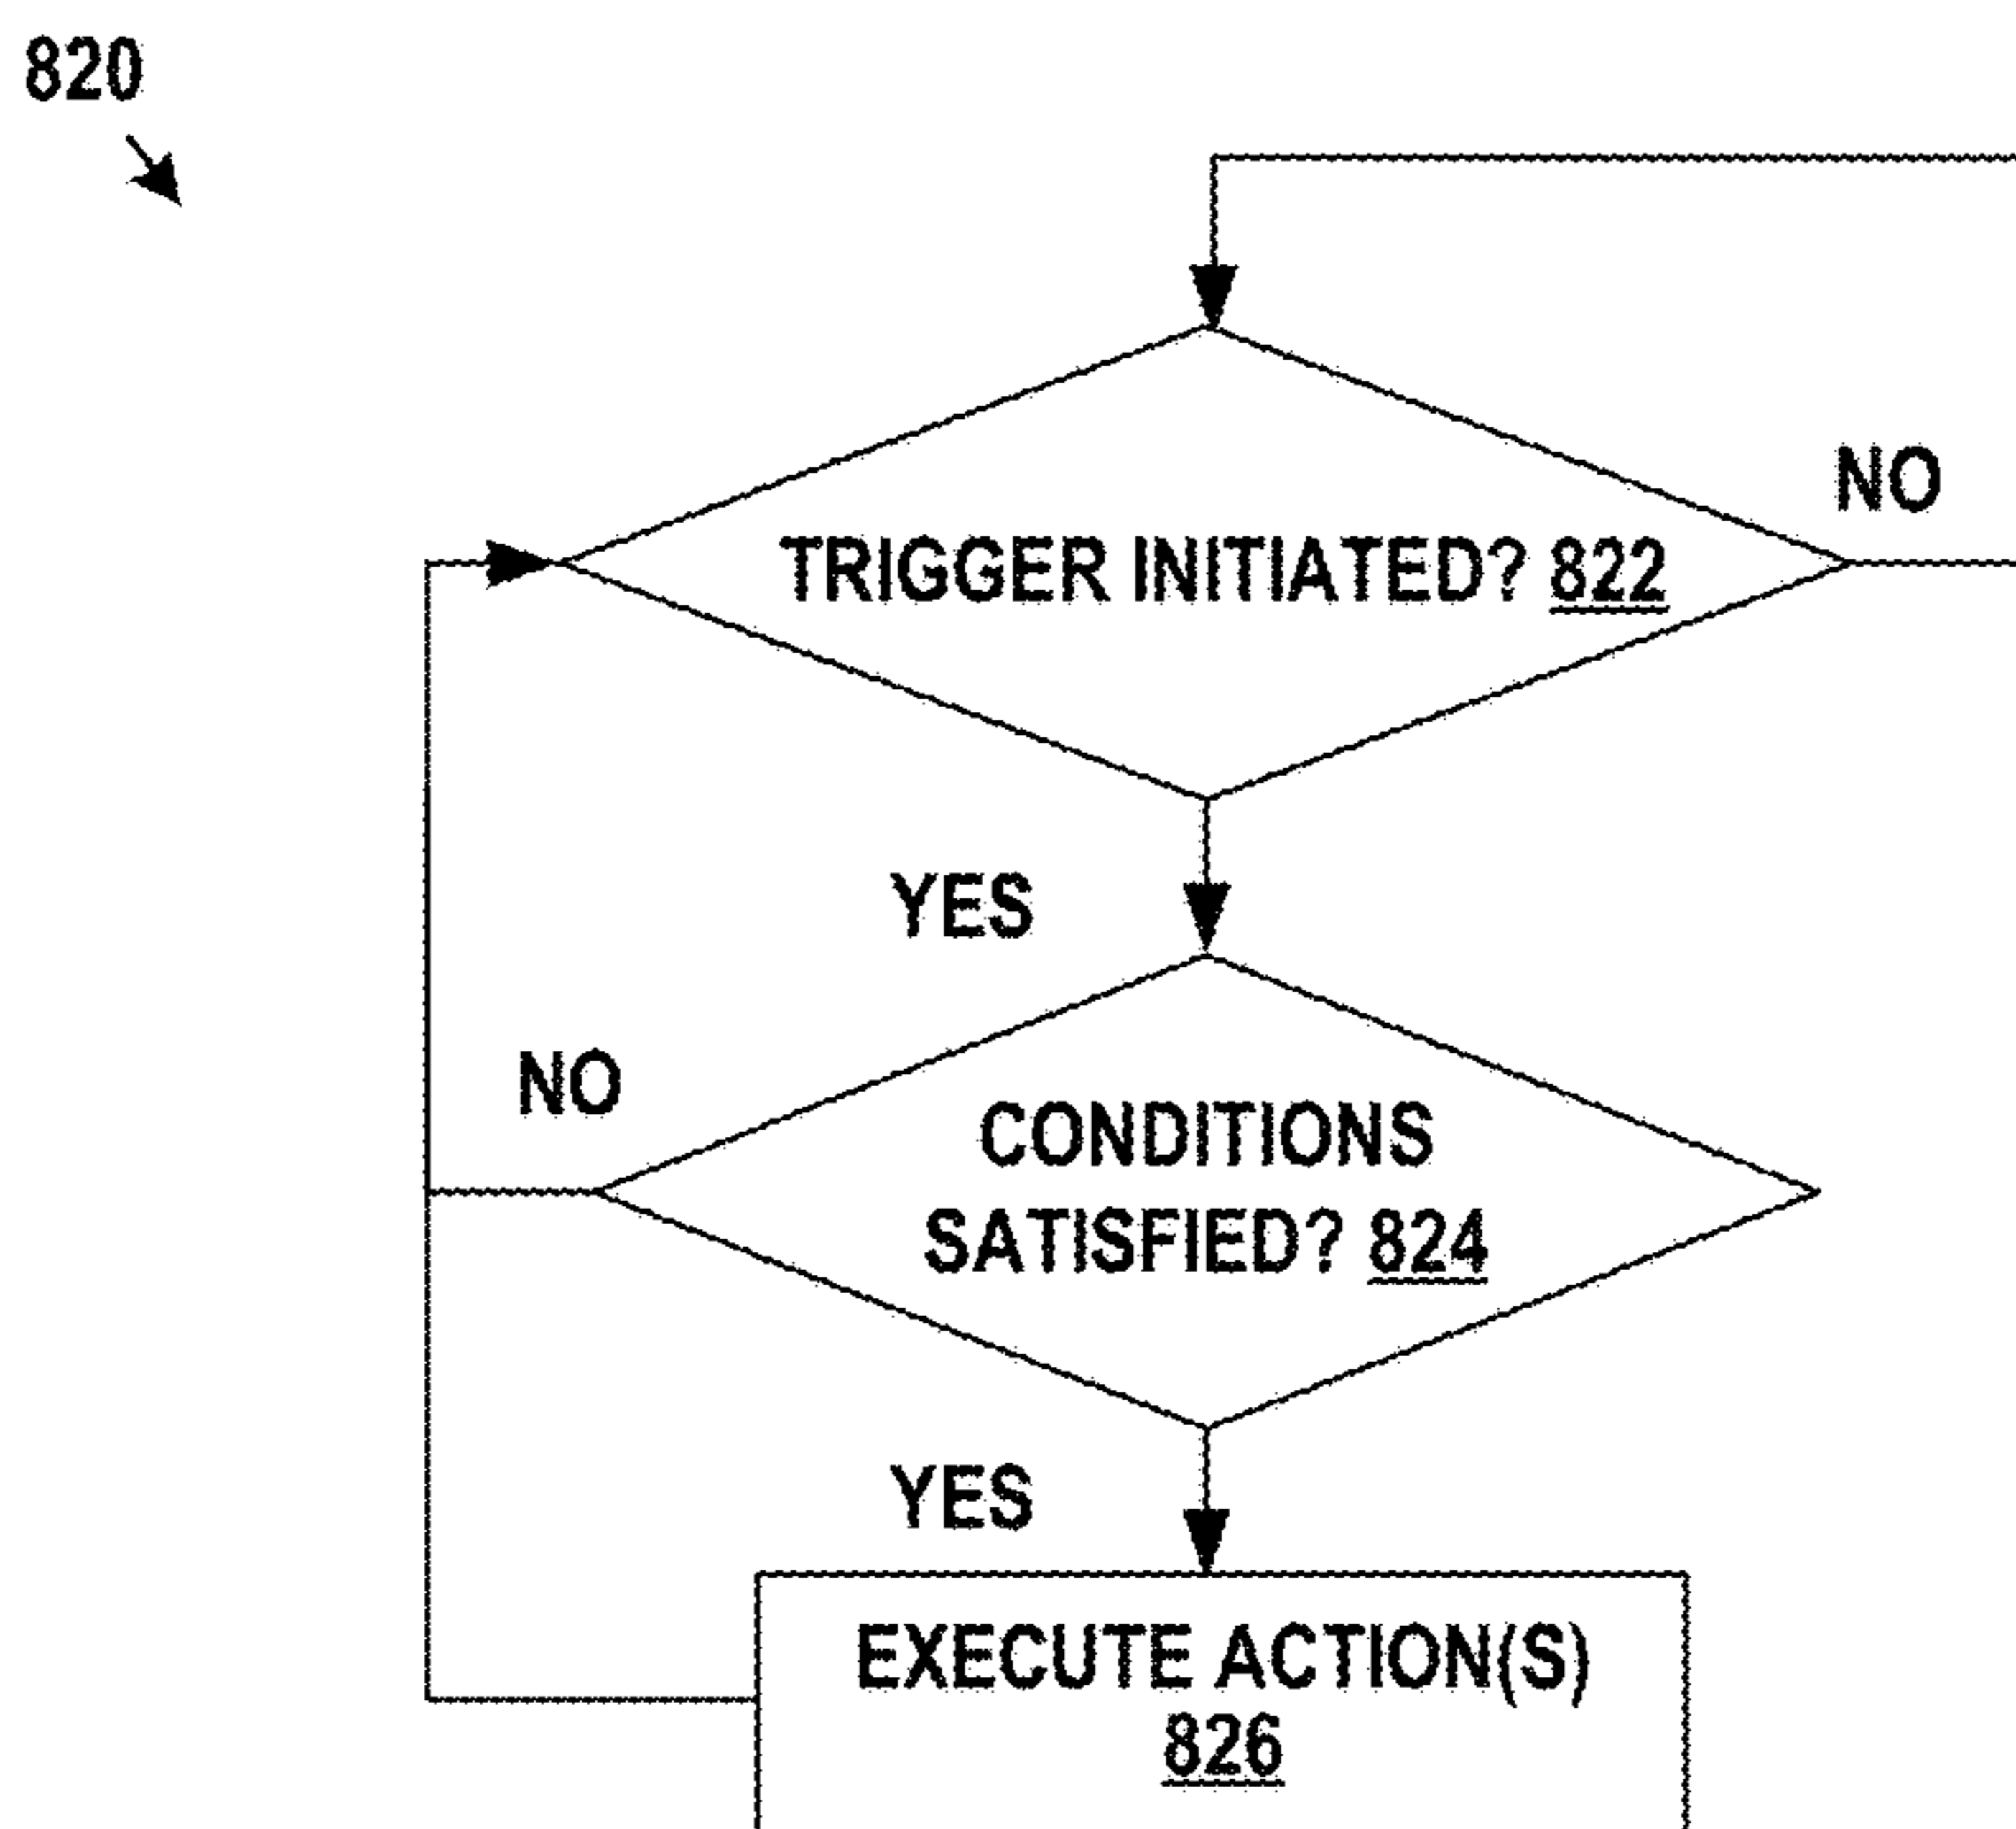 820
NO
TRIGGER INITIATED? 822
YES
NO
CONDITIONS
SATISFIED? 824
YES
EXECUTE ACTION(S)
826